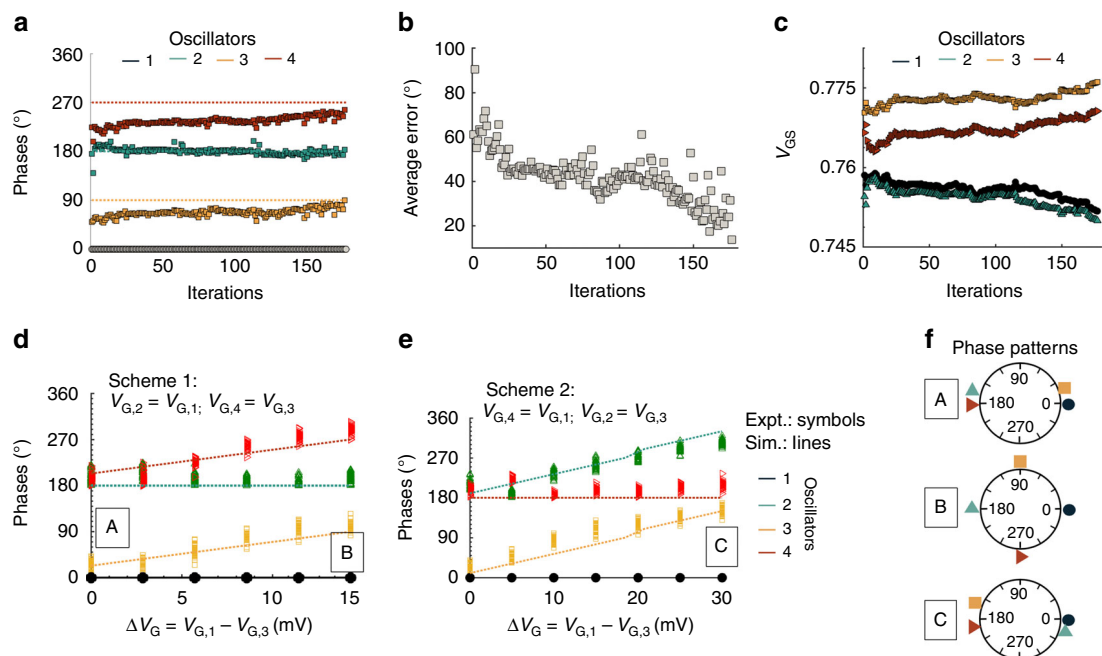 a
Oscillators
1 2 3 4
360
270
180
90
0
Phases (°)
0 50 100 150
Iterations
b
100
80
60
40
20
Average error (°)
0 50 100 150
Iterations
c
Oscillators
1 2 3 4
0.775
0.76
0.745
VGS
0 50 100 150
Iterations
d
Scheme 1:
VG,2 = VG,1; VG,4 = VG,3
360
270
180
90
0
Phases (°)
A
B
0 5 10 15
ΔVG = VG,1 – VG,3 (mV)
e
Scheme 2:
VG,4 = VG,1; VG,2 = VG,3
360
270
180
90
0
Phases (°)
C
0 10 20 30
ΔVG = VG,1 – VG,3 (mV)
Expt.: symbols
Sim.: lines
1
2
3
4
Oscillators
f
Phase patterns
A
90
180 0
270
B
90
180 0
270
C
90
180 0
270